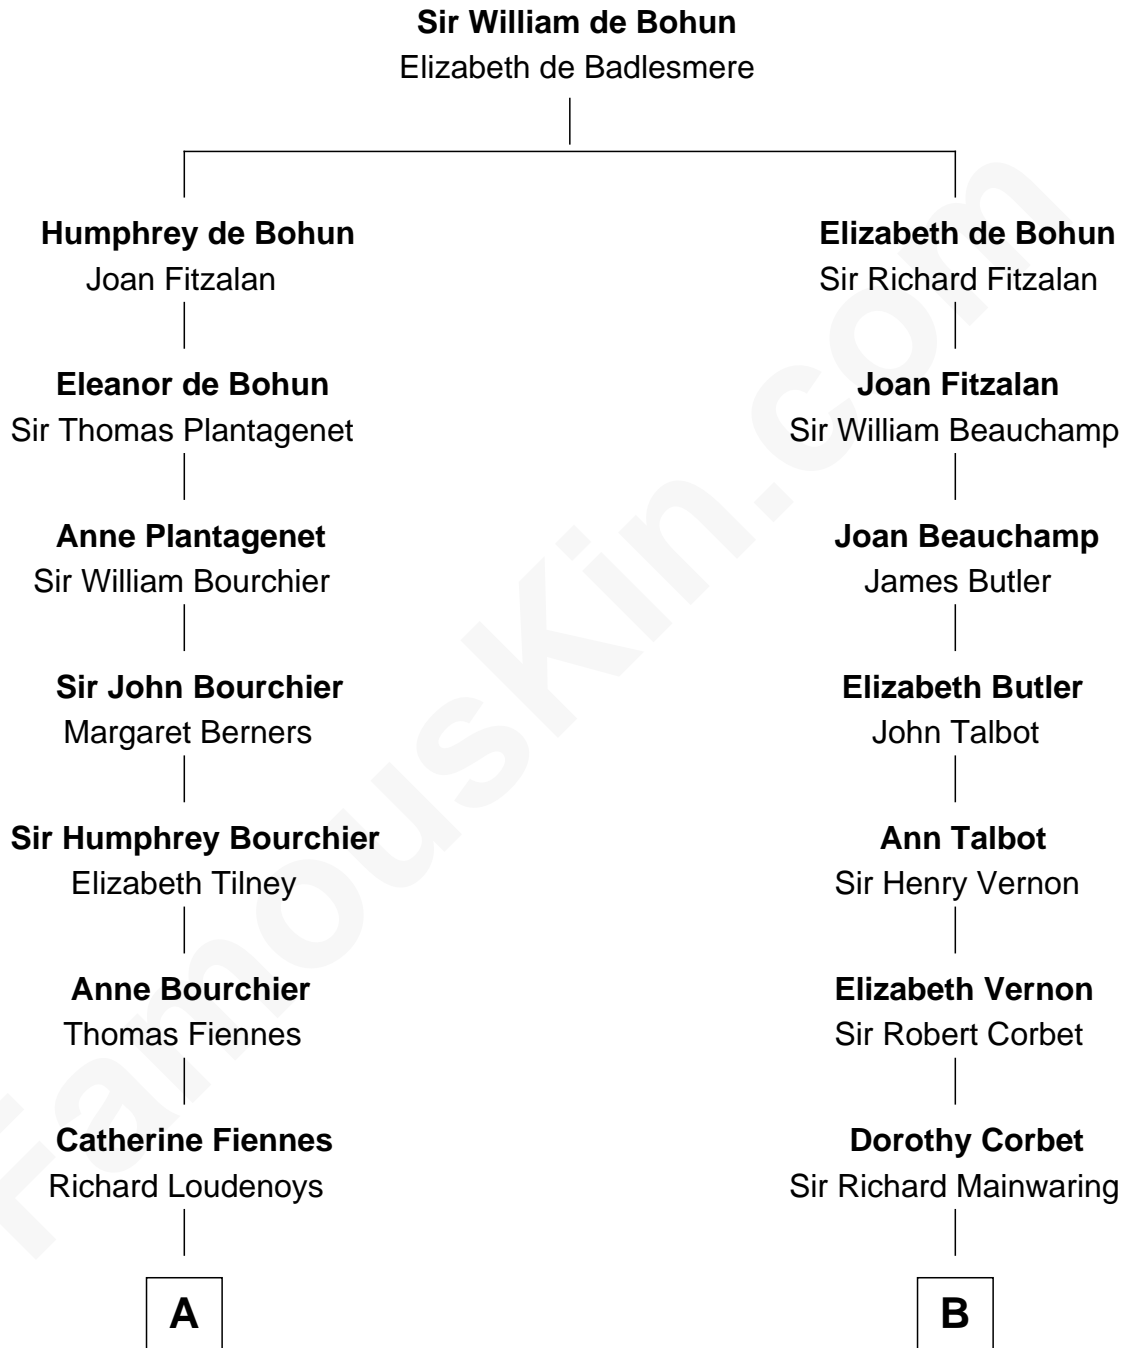 Sir William de Bohun
Elizabeth de Badlesmere
Humphrey de Bohun
Joan Fitzalan
Eleanor de Bohun
Sir Thomas Plantagenet
Anne Plantagenet
Sir William Bourchier
Sir John Bourchier
Margaret Berners
Sir Humphrey Bourchier
Elizabeth Tilney
Anne Bourchier
Thomas Fiennes
Catherine Fiennes
Richard Loudenoys
A
Elizabeth de Bohun
Sir Richard Fitzalan
Joan Fitzalan
Sir William Beauchamp
Joan Beauchamp
James Butler
Elizabeth Butler
John Talbot
Ann Talbot
Sir Henry Vernon
Elizabeth Vernon
Sir Robert Corbet
Dorothy Corbet
Sir Richard Mainwaring
B
FamousKin.com